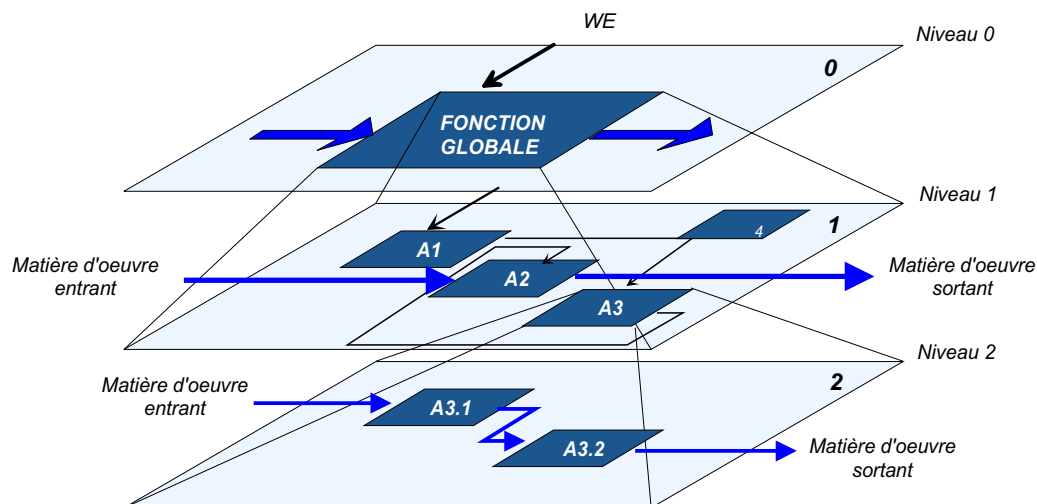 WE
Niveau 0
0
FONCTION
GLOBALE
Niveau 1
1
4
A1
Matière d'oeuvre
entrant
A2
Matière d'oeuvre
sortant
A3
Niveau 2
2
Matière d'oeuvre
entrant
A3.1
A3.2
Matière d'oeuvre
sortant